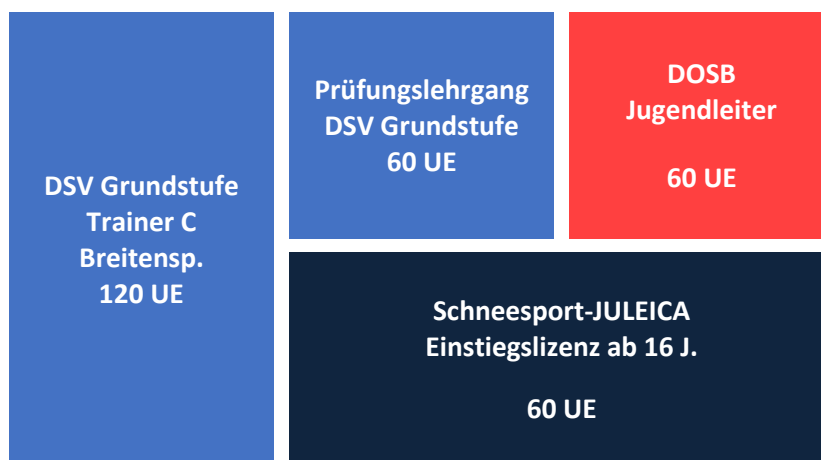 DSV Grundstufe
Trainer C
Breitensp.
120 UE
Prüfungslehrgang
DSV Grundstufe
60 UE
DOSB
Jugendleiter
60 UE
Schneesport-JULEICA
Einstiegslizenz ab 16 J.
60 UE